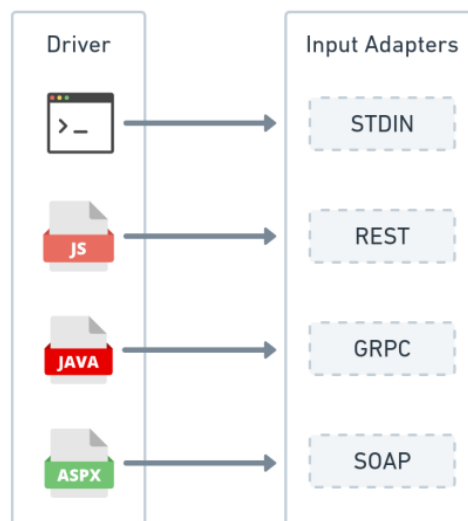 Driver
Input Adapters
>_
STDIN
JS
REST
JAVA
GRPC
ASPX
SOAP